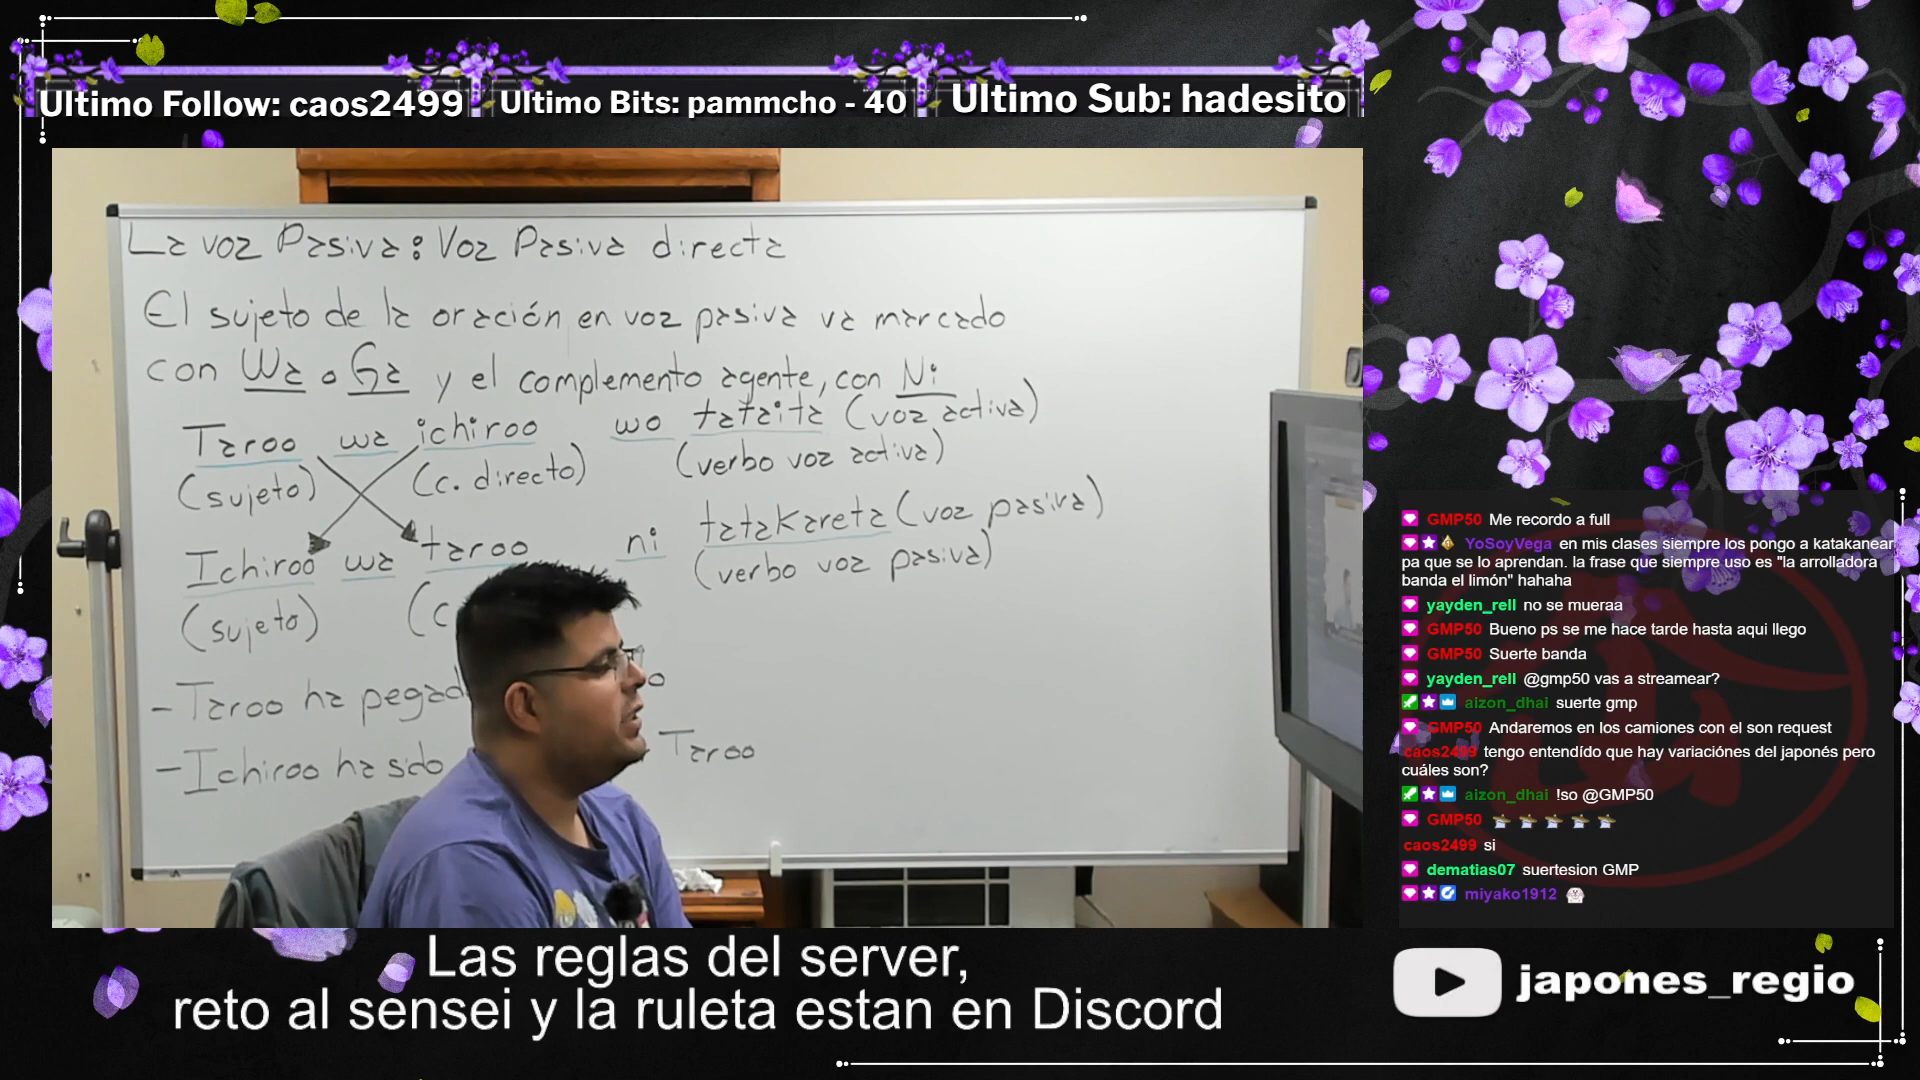 Ultimo Follow: caos2499
Ultimo Bits: pammcho - 40
Ultimo Sub: hadesito
La voz Pasiva: Voz Pasiva directa
El sujeto de la oración en voz pasiva va marcado
con Wa o Ga y el complemento agente, con Ni
Taroo wa ichiroo wo tataita (voz activa)
(sujeto) (c. directo) (verbo voz activa)
Ichiroo wa taroo ni tatakareta (voz pasiva)
(sujeto) (c (verbo voz pasiva)
- Taroo ha pegad o
- Ichiroo ha sido Taroo
GMP50 Me recordo a full
YoSoyVega en mis clases siempre los pongo a katakanear
pa que se lo aprendan. la frase que siempre uso es "la arrolladora
banda el limón" hahaha
yayden_rell no se mueraa
GMP50 Bueno ps se me hace tarde hasta aqui llego
GMP50 Suerte banda
yayden_rell @gmp50 vas a streamear?
aizon_dhai suerte gmp
GMP50 Andaremos en los camiones con el son request
caos2499 tengo entendído que hay variaciónes del japonés pero
cuáles son?
aizon_dhai !so @GMP50
GMP50
caos2499 si
dematias07 suertesion GMP
miyako1912
Las reglas del server,
reto al sensei y la ruleta estan en Discord
japones_regio